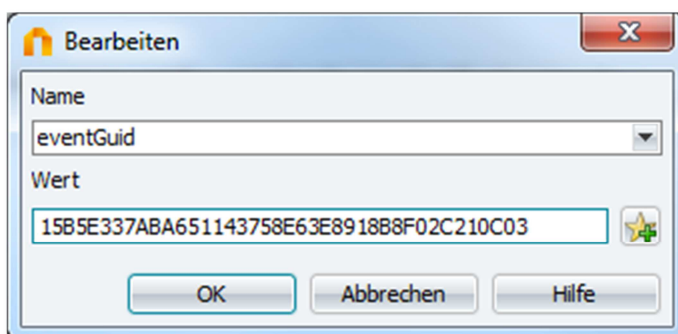 Bearbeiten
Name
eventGuid
Wert
15B5E337ABA651143758E63E8918B8F02C210C03
OK Abbrechen Hilfe